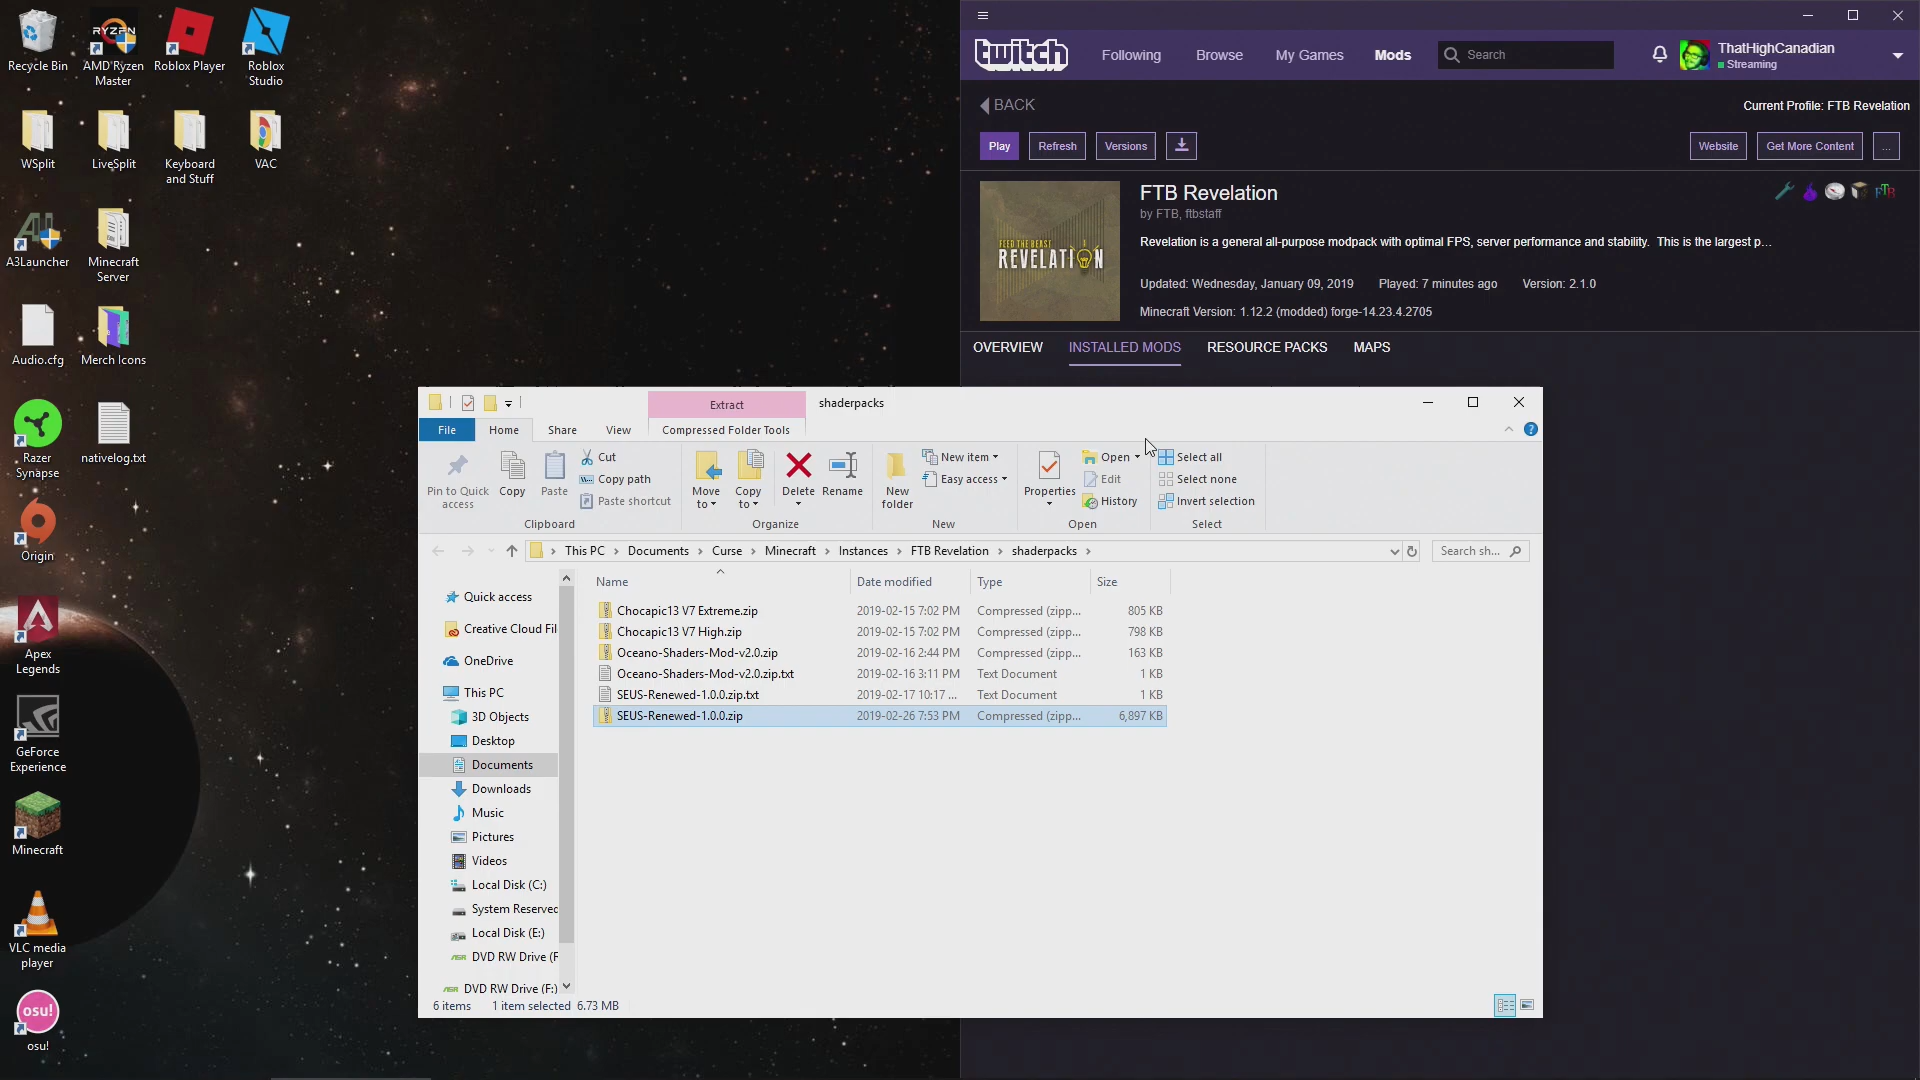 Recycle Bin
AMD Ryzen Master
Roblox Player
Roblox Studio
WSplit
LiveSplit
Keyboard and Stuff
VAC
A3Launcher
Minecraft Server
Audio.cfg
Merch Icons
Razer Synapse
nativelog.txt
Origin
Apex Legends
GeForce Experience
Minecraft
VLC media player
osu!
osu!
twitch
Following
Browse
My Games
Mods
Search
ThatHighCanadian
Streaming
BACK
Current Profile: FTB Revelation
Play
Refresh
Versions
Website
Get More Content
...
FEED THE BEAST
REVELATION
FTB Revelation
by FTB, ftbstaff
Revelation is a general all-purpose modpack with optimal FPS, server performance and stability. This is the largest p...
Updated: Wednesday, January 09, 2019 Played: 7 minutes ago Version: 2.1.0
Minecraft Version: 1.12.2 (modded) forge-14.23.4.2705
OVERVIEW INSTALLED MODS RESOURCE PACKS MAPS
Extract shaderpacks
File Home Share View Compressed Folder Tools
Pin to Quick access
Copy
Paste
Cut
Copy path
Paste shortcut
Clipboard
Move to
Copy to
Delete
Rename
Organize
New folder
New item
Easy access
New
Properties
Open
Edit
History
Open
Select all
Select none
Invert selection
Select
This PC > Documents > Curse > Minecraft > Instances > FTB Revelation > shaderpacks >
Search sh...
Quick access
Creative Cloud Fil
OneDrive
This PC
3D Objects
Desktop
Documents
Downloads
Music
Pictures
Videos
Local Disk (C:)
System Reserved
Local Disk (E:)
DVD RW Drive (F
DVD RW Drive (F:)
Name Date modified Type Size
Chocapic13 V7 Extreme.zip 2019-02-15 7:02 PM Compressed (zipp... 805 KB
Chocapic13 V7 High.zip 2019-02-15 7:02 PM Compressed (zipp... 798 KB
Oceano-Shaders-Mod-v2.0.zip 2019-02-16 2:44 PM Compressed (zipp... 163 KB
Oceano-Shaders-Mod-v2.0.zip.txt 2019-02-16 3:11 PM Text Document 1 KB
SEUS-Renewed-1.0.0.zip.txt 2019-02-17 10:17 ... Text Document 1 KB
SEUS-Renewed-1.0.0.zip 2019-02-26 7:53 PM Compressed (zipp... 6,897 KB
6 items 1 item selected 6.73 MB